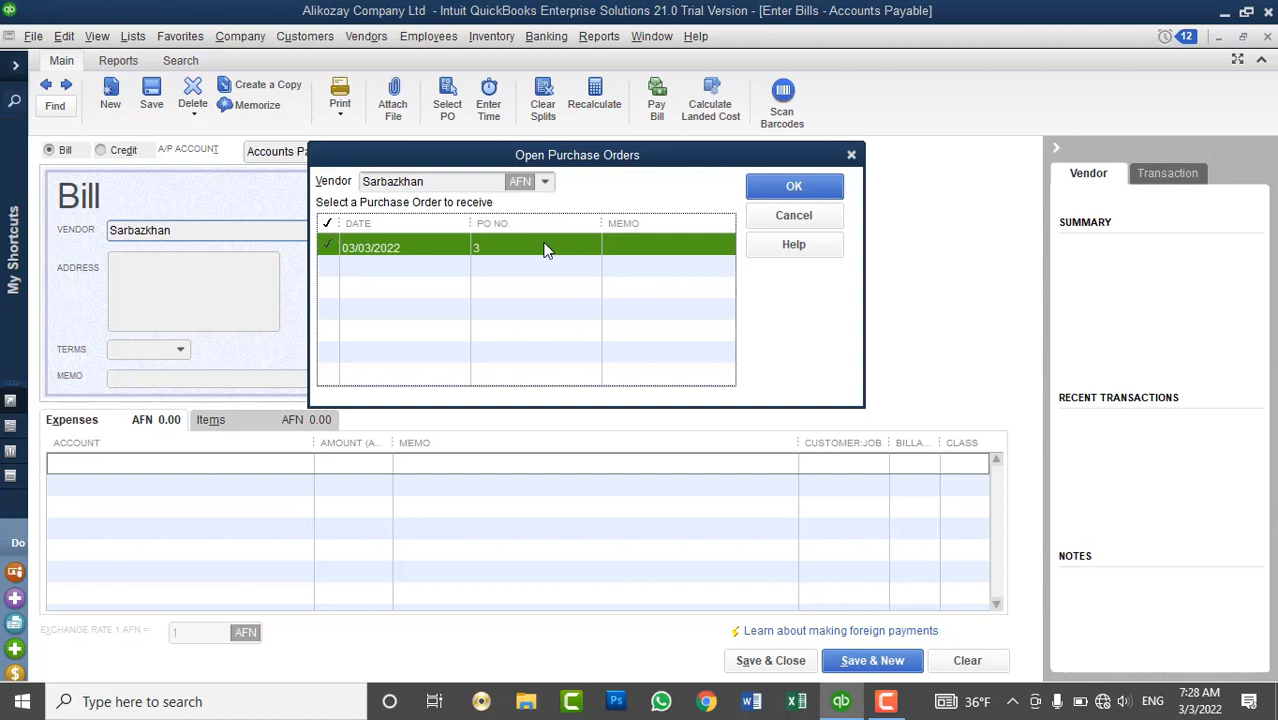 Alikozay Company Ltd - Intuit QuickBooks Enterprise Solutions 21.0 Trial Version - [Enter Bills - Accounts Payable]
File Edit View Lists Favorites Company Customers Vendors Employees Inventory Banking Reports Window Help 12
Main Reports Search
Find New Save Delete Create a Copy Memorize Print Attach File Select PO Enter Time Clear Splits Recalculate Pay Bill Calculate Landed Cost Scan Barcodes
Bill Credit A/P ACCOUNT Accounts Pa
Open Purchase Orders
Vendor Sarbazkhan AFN
Select a Purchase Order to receive
DATE PO NO. MEMO
03/03/2022 3
OK
Cancel
Help
Bill
VENDOR Sarbazkhan
ADDRESS
TERMS
MEMO
Expenses AFN 0.00 Items AFN 0.00
ACCOUNT AMOUNT (A... MEMO CUSTOMER:JOB BILLA... CLASS
EXCHANGE RATE 1 AFN = 1 AFN
Learn about making foreign payments
Save & Close Save & New Clear
Vendor Transaction
SUMMARY
RECENT TRANSACTIONS
NOTES
My Shortcuts
Do
Type here to search
36°F ENG 7:28 AM
3/3/2022